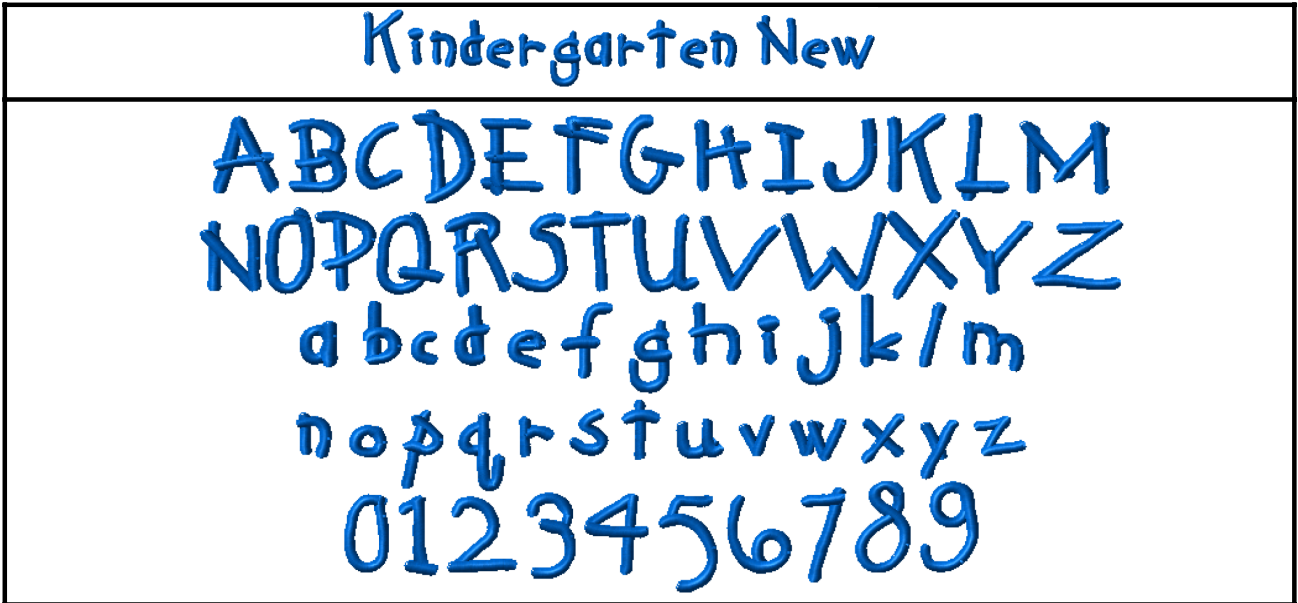 Kindergarten New
ABCDEFGHIJKLM
NOPQRSTUVWXYZ
abcdefghijklm
nopqrstuvwxyz
0123456789